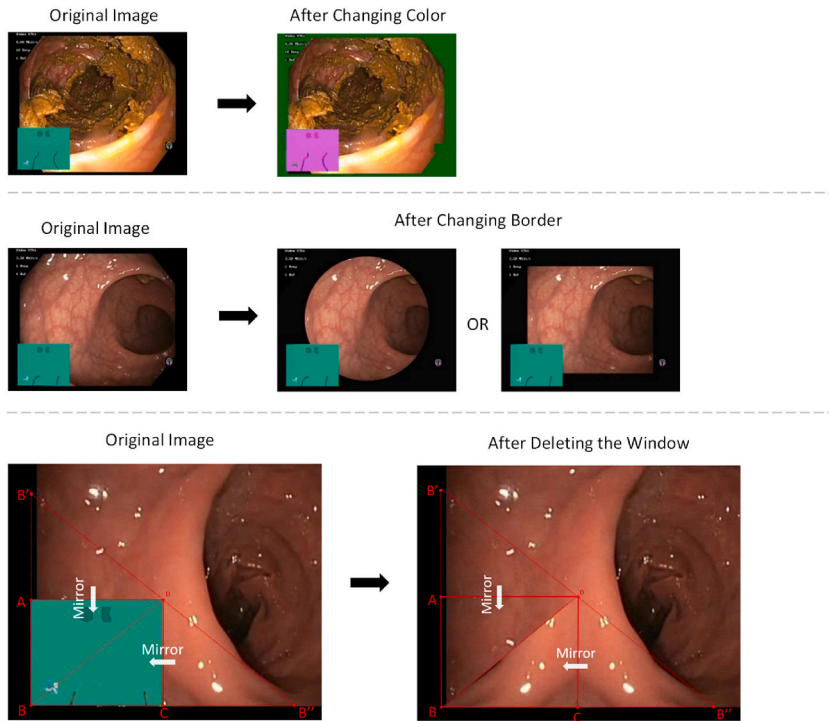 Original Image
After Changing Color
Original Image
After Changing Border
OR
Original Image
After Deleting the Window
B'
A
Mirror
D
Mirror
B
C
B''
B'
A
Mirror
D
Mirror
B
C
B''